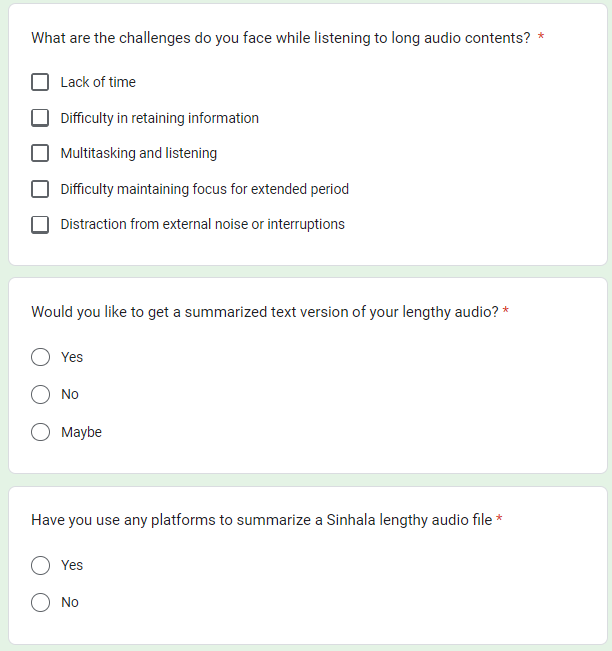 What are the challenges do you face while listening to long audio contents? *
Lack of time
Difficulty in retaining information
Multitasking and listening
Difficulty maintaining focus for extended period
Distraction from external noise or interruptions
Would you like to get a summarized text version of your lengthy audio? *
Yes
No
Maybe
Have you use any platforms to summarize a Sinhala lengthy audio file *
Yes
No